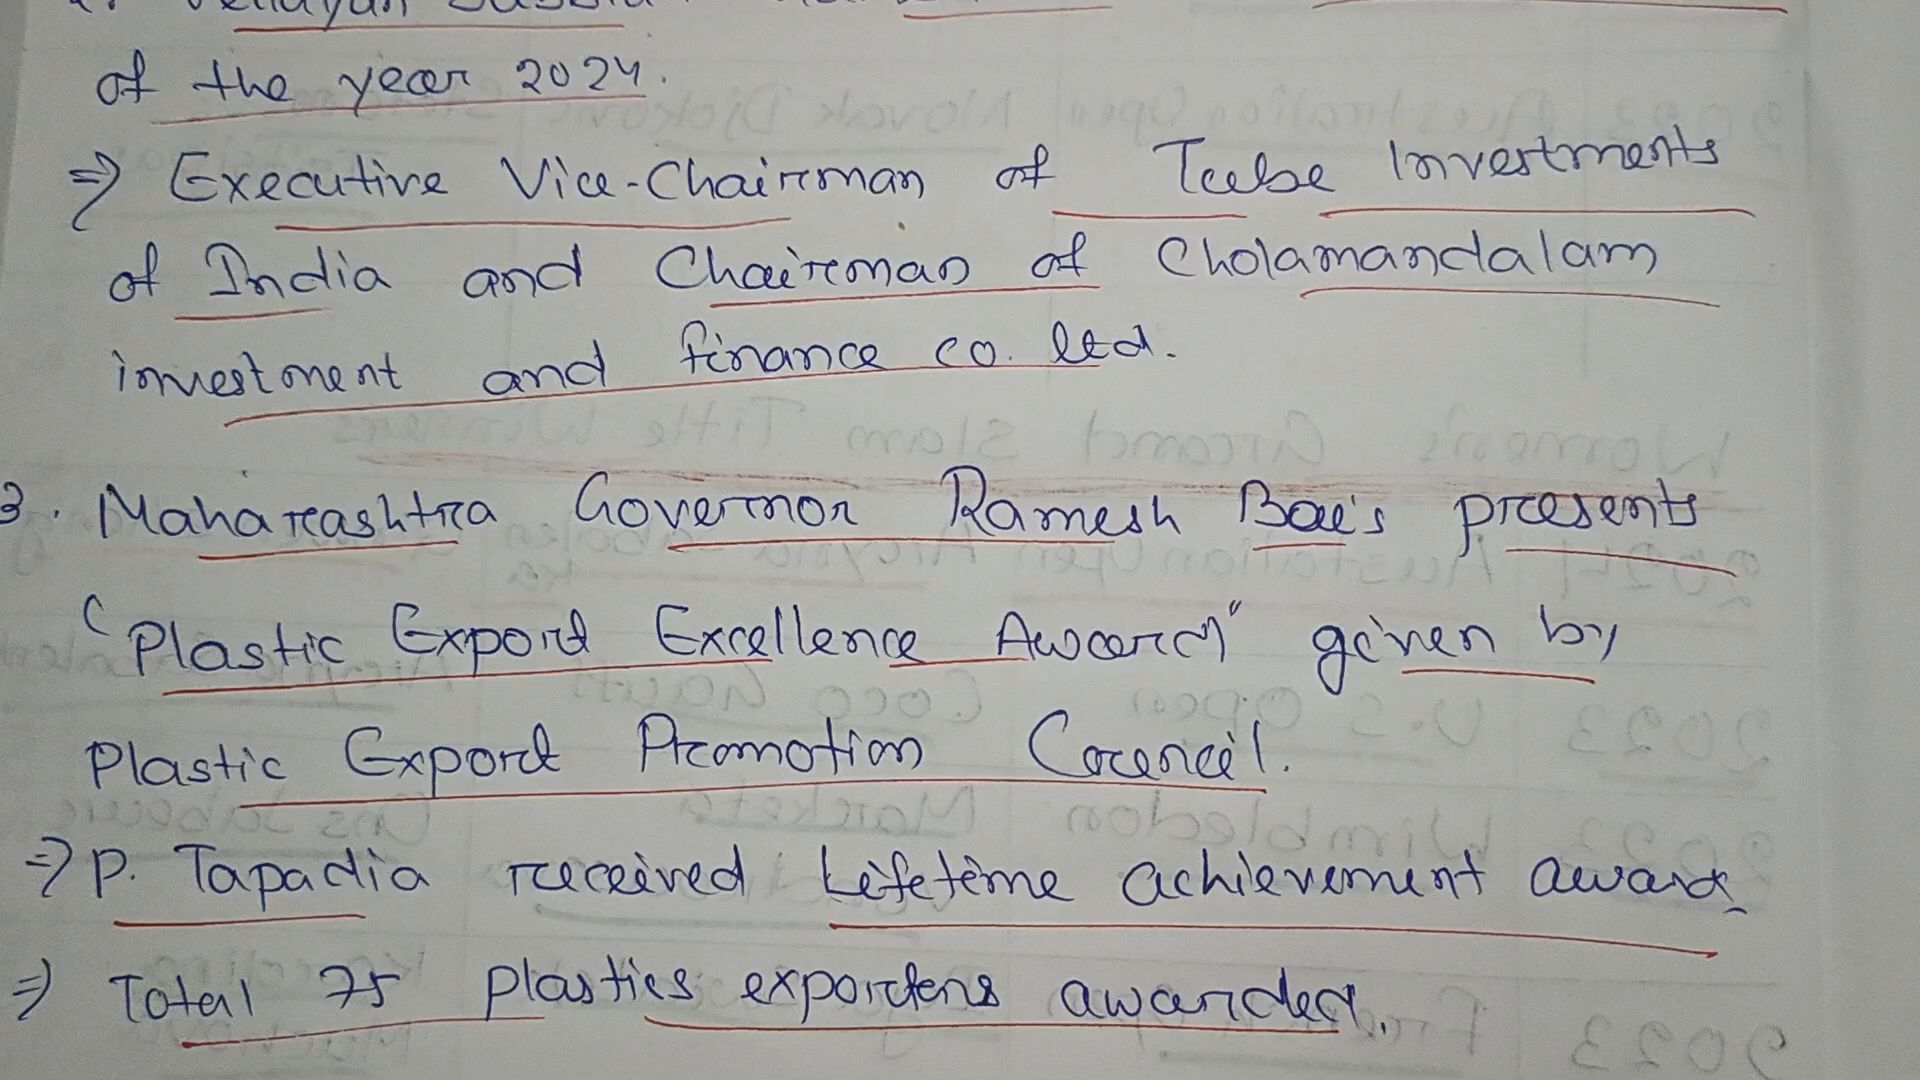 of the year 2024.
⇒ Executive Vice-Chairman of Tube Investments
of India and Chairman of Cholamandalam
investment and finance co. ltd.
3. Maharashtra Governor Ramesh Bae's presents
"Plastic Export Excellence Award" given by
Plastic Export Promotion Council.
⇒ P. Tapadia received Lifetime achievement award
⇒ Total 75 plastics exporters awarded.